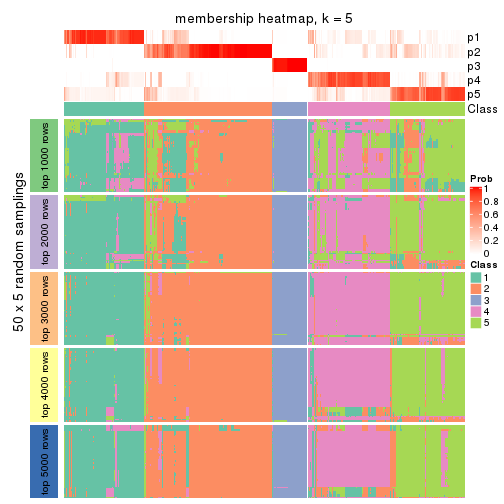 membership heatmap, k = 5
p1
p2
p3
p4
p5
Class
50 x 5 random samplings
top 1000 rows
top 2000 rows
top 3000 rows
top 4000 rows
top 5000 rows
Prob
1
0.8
0.6
0.4
0.2
0
Class
1
2
3
4
5